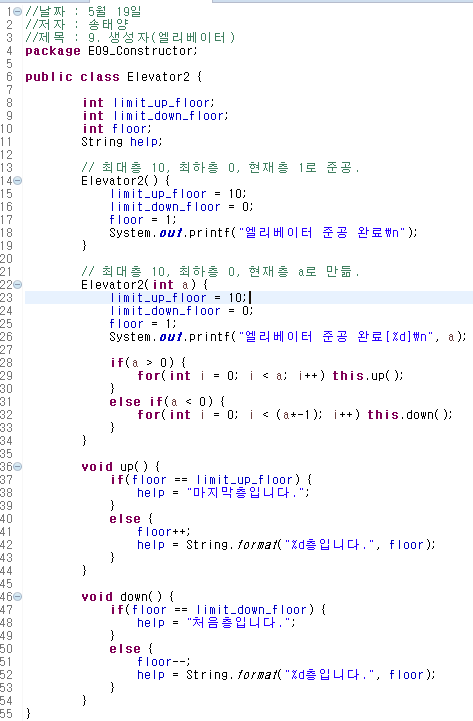 1 //날짜 : 5월 19일
2 //저자 : 송태양
3 //제목 : 9. 생성자(엘리베이터)
4 package E09_Constructor;
5
6 public class Elevator2 {
7
8 int limit_up_floor;
9 int limit_down_floor;
10 int floor;
11 String help;
12
13 // 최대층 10, 최하층 0, 현재층 1로 준공.
14 Elevator2() {
15 limit_up_floor = 10;
16 limit_down_floor = 0;
17 floor = 1;
18 System.out.printf("엘리베이터 준공 완료\n");
19 }
20
21 // 최대층 10, 최하층 0, 현재층 a로 만듦.
22 Elevator2(int a) {
23 limit_up_floor = 10;
24 limit_down_floor = 0;
25 floor = 1;
26 System.out.printf("엘리베이터 준공 완료[%d]\n", a);
27
28 if(a > 0) {
29 for(int i = 0; i < a; i++) this.up();
30 }
31 else if(a < 0) {
32 for(int i = 0; i < (a*-1); i++) this.down();
33 }
34 }
35
36 void up() {
37 if(floor == limit_up_floor) {
38 help = "마지막층입니다.";
39 }
40 else {
41 floor++;
42 help = String.format("%d층입니다.", floor);
43 }
44 }
45
46 void down() {
47 if(floor == limit_down_floor) {
48 help = "처음층입니다.";
49 }
50 else {
51 floor--;
52 help = String.format("%d층입니다.", floor);
53 }
54 }
55 }